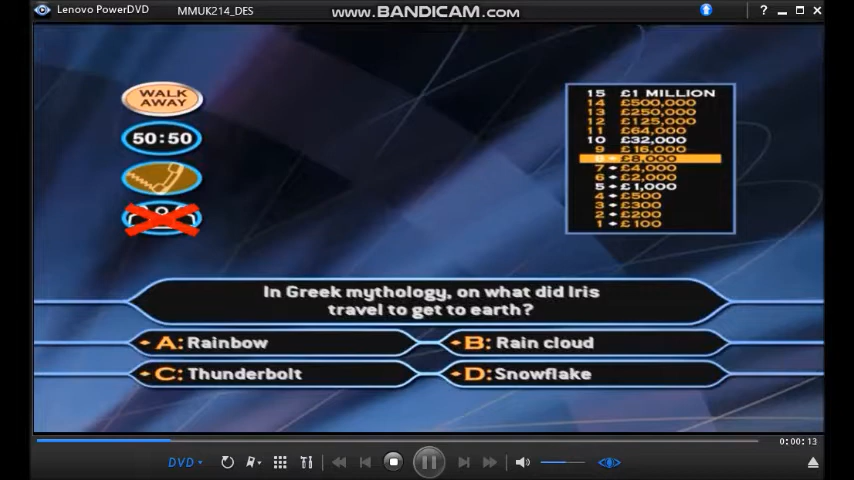 Lenovo PowerDVD
MMUK214_DES
www.BANDICAM.com
?
WALK
AWAY
50:50
15 £1 MILLION
14 £500,000
13 £250,000
12 £125,000
11 £64,000
10 £32,000
9 £16,000
8 £8,000
7 £4,000
6 £2,000
5 £1,000
4 £500
3 £300
2 £200
1 £100
In Greek mythology, on what did Iris
travel to get to earth?
A: Rainbow
B: Rain cloud
C: Thunderbolt
D: Snowflake
0:00:13
DVD